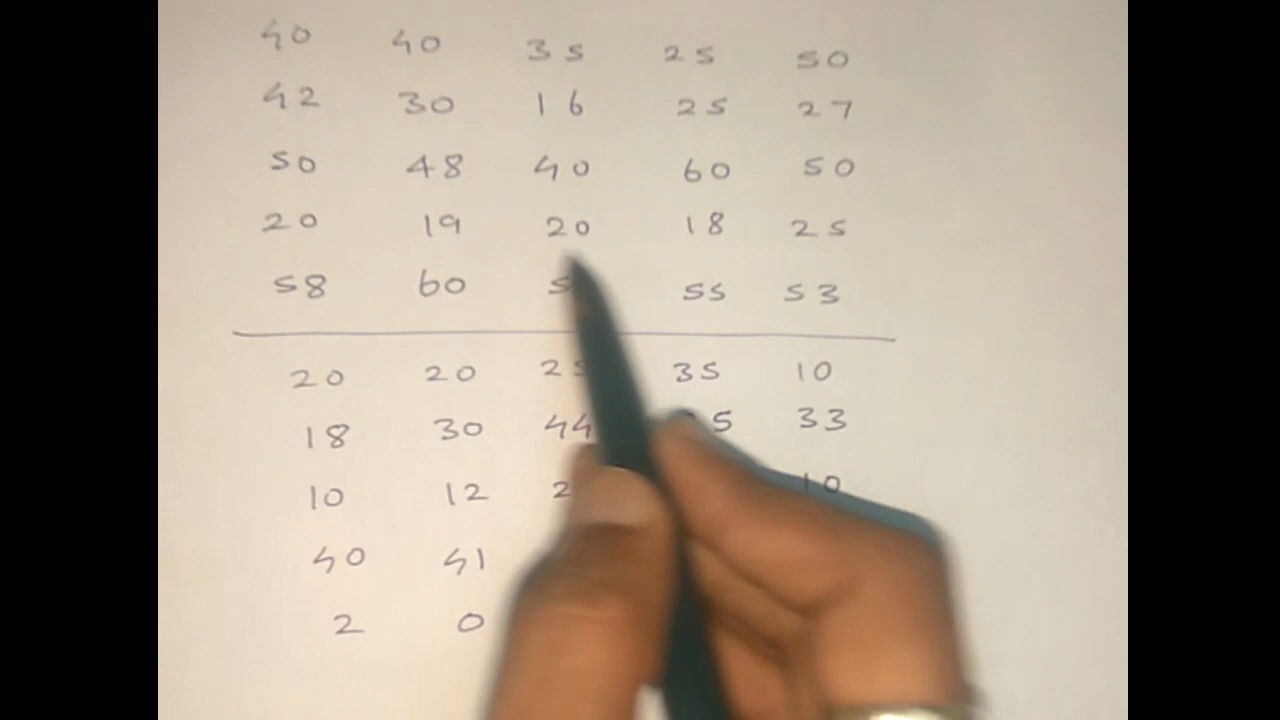 40 40 35 25 50
42 30 16 25 27
50 48 40 60 50
20 19 20 18 25
58 60 55 53
20 20 35 10
18 30 44 33
10 12 10
40 41
2 0